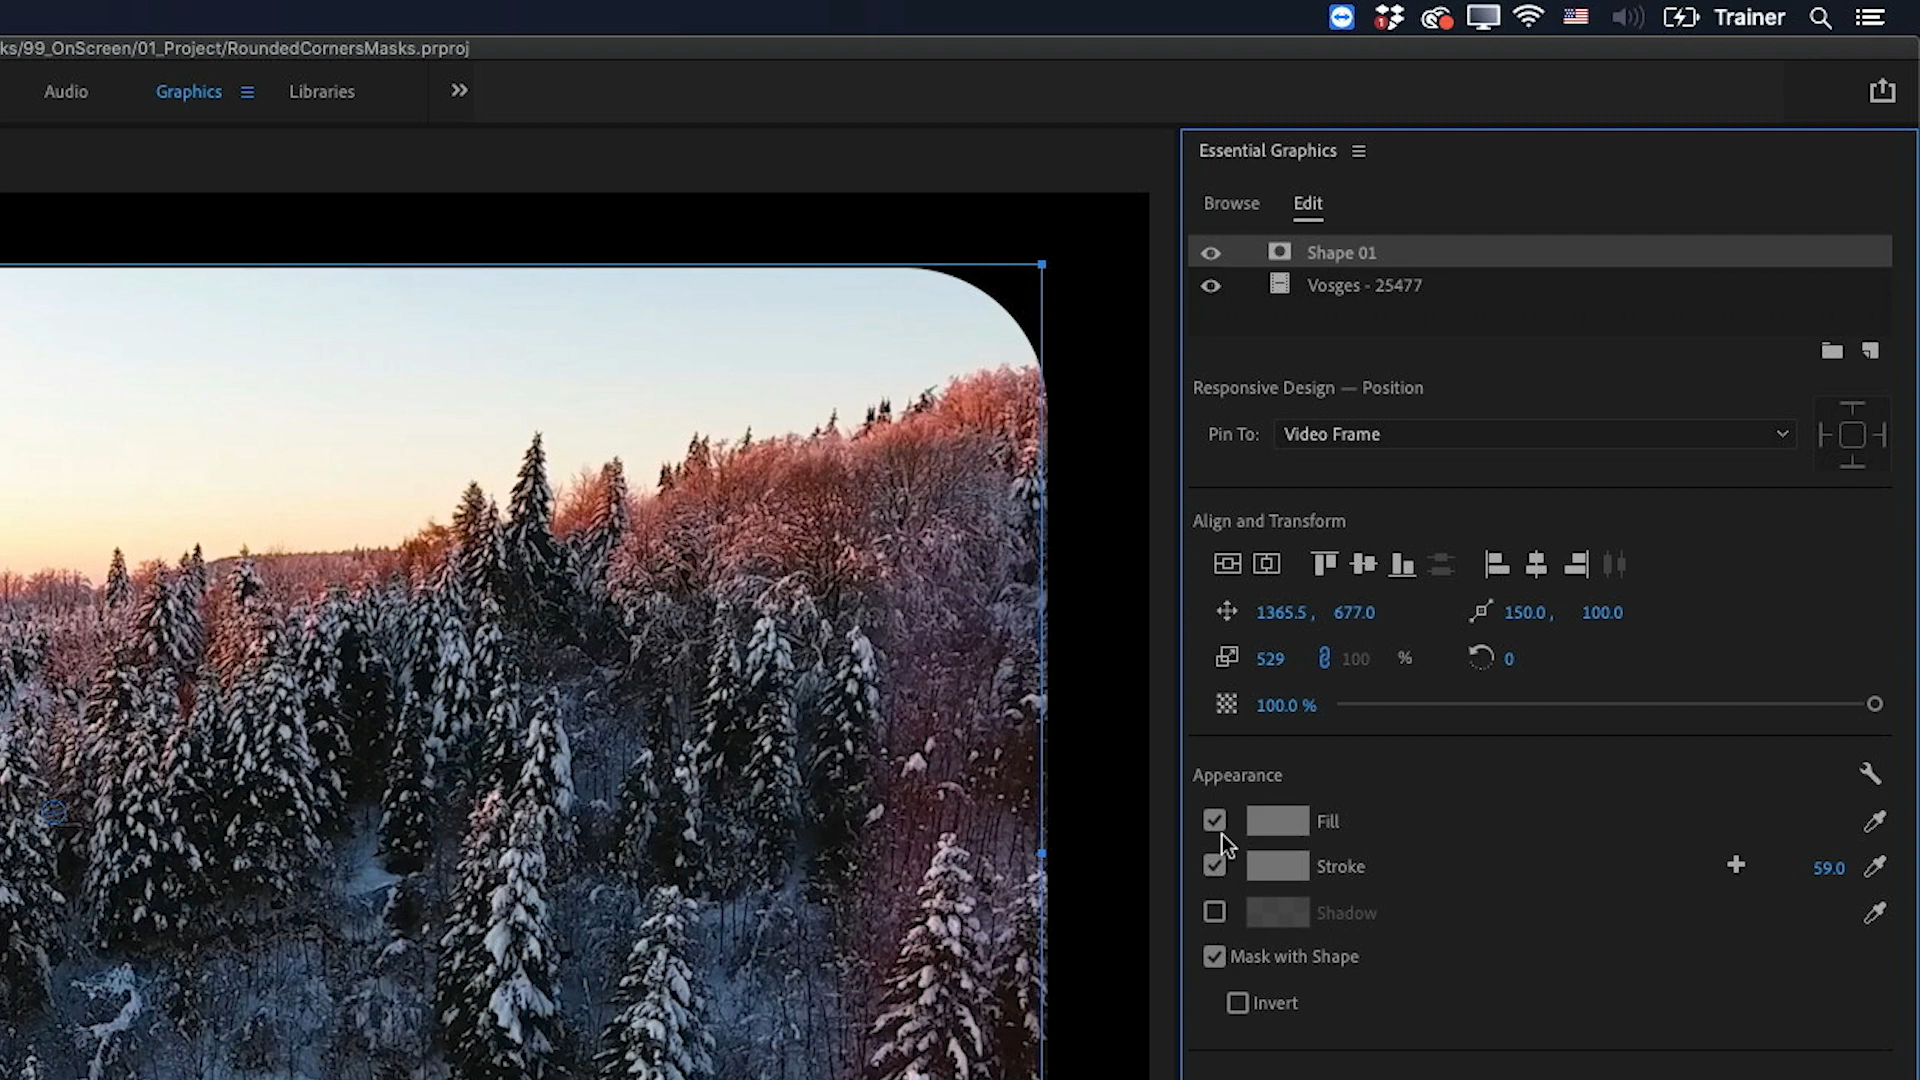 1
Trainer
ks/99_OnScreen/01_Project/RoundedCornersMasks.prproj
Audio
Graphics
Libraries
Essential Graphics
Browse
Edit
Shape 01
Vosges - 25477
Responsive Design — Position
Pin To:
Video Frame
Align and Transform
1365.5 , 677.0
150.0 , 100.0
529
100 %
0
100.0 %
Appearance
Fill
Stroke
59.0
Shadow
Mask with Shape
Invert